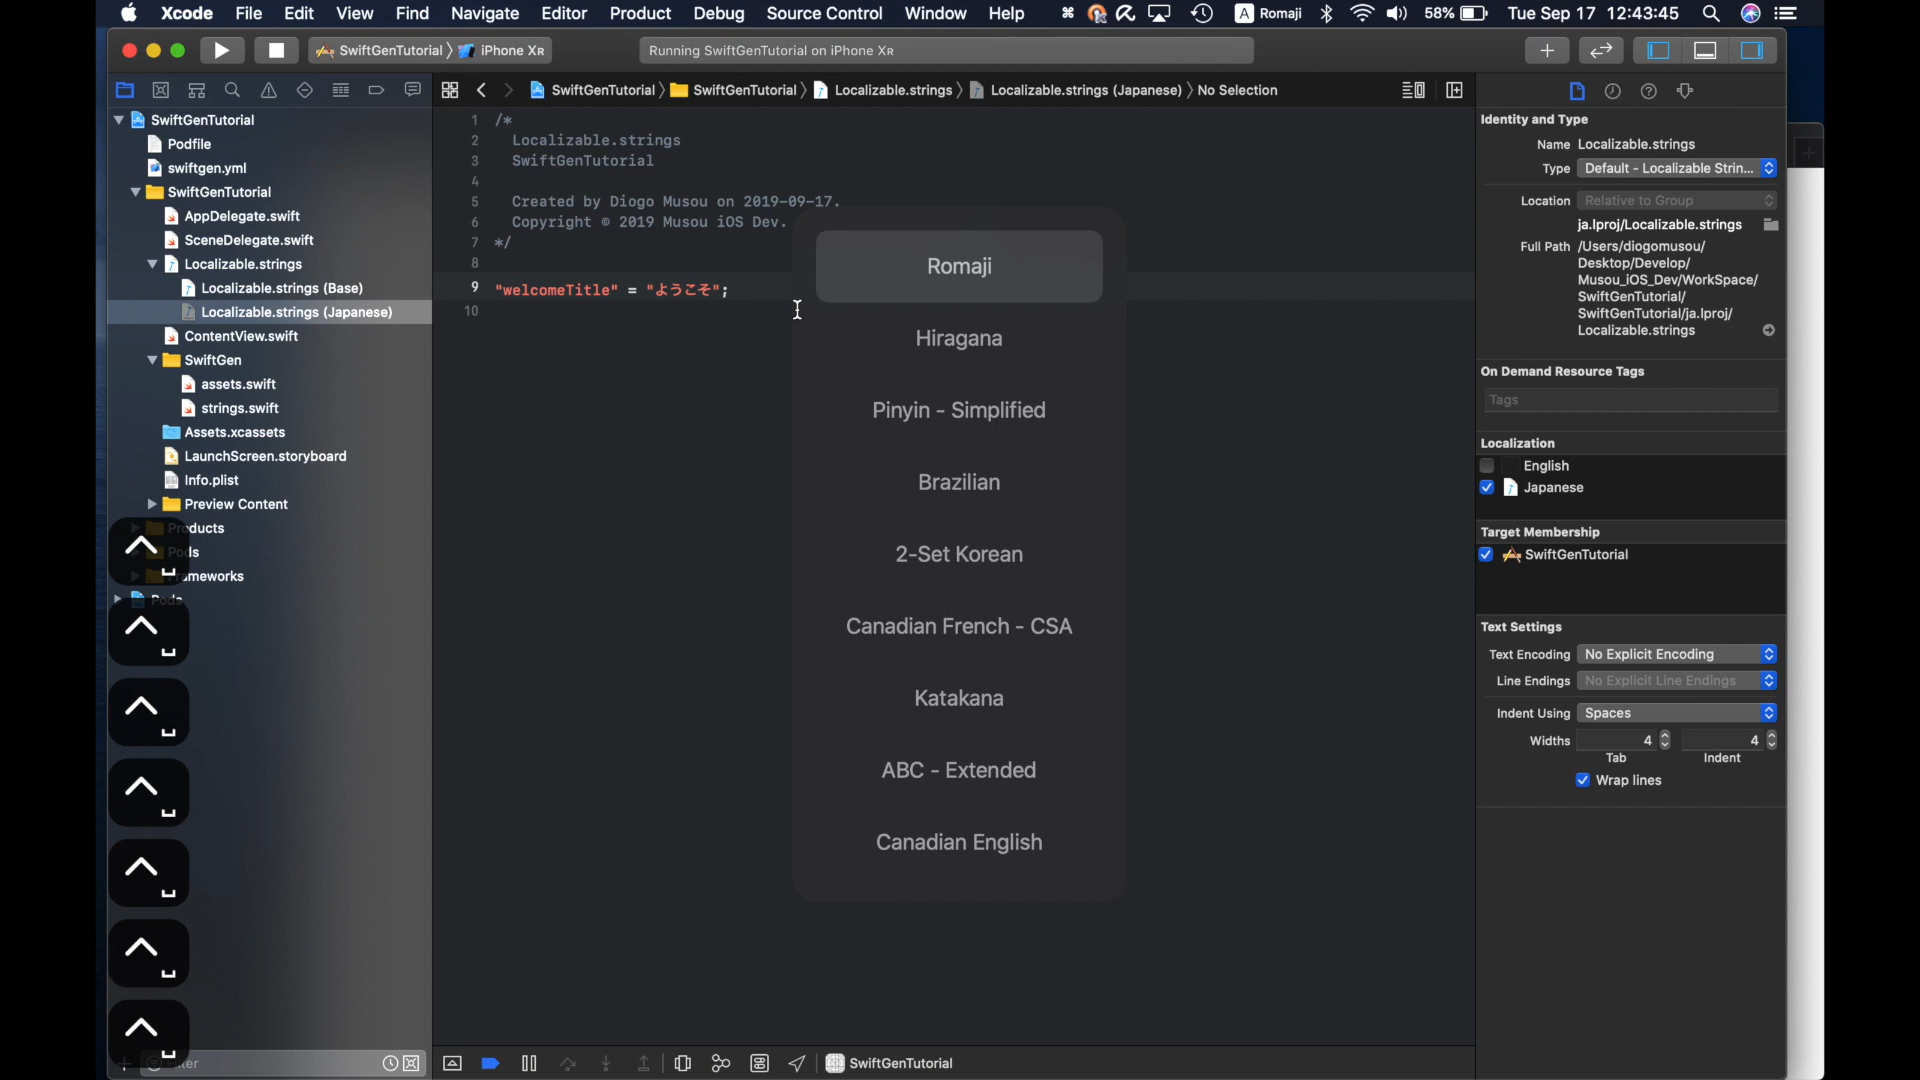 Xcode File Edit View Find Navigate Editor Product Debug Source Control Window Help A Romaji 58% Tue Sep 17 12:43:45
SwiftGenTutorial iPhone XR
Running SwiftGenTutorial on iPhone XR
SwiftGenTutorial SwiftGenTutorial Localizable.strings Localizable.strings (Japanese) No Selection
SwiftGenTutorial
Podfile
swiftgen.yml
SwiftGenTutorial
AppDelegate.swift
SceneDelegate.swift
Localizable.strings
Localizable.strings (Base)
Localizable.strings (Japanese)
ContentView.swift
SwiftGen
assets.swift
strings.swift
Assets.xcassets
LaunchScreen.storyboard
Info.plist
Preview Content
Products
Pods
Frameworks
Pods
1 /*
2 Localizable.strings
3 SwiftGenTutorial
4
5 Created by Diogo Musou on 2019-09-17.
6 Copyright © 2019 Musou iOS Dev.
7 */
8
9 "welcomeTitle" = "ようこそ";
10
Romaji
Hiragana
Pinyin - Simplified
Brazilian
2-Set Korean
Canadian French - CSA
Katakana
ABC - Extended
Canadian English
Identity and Type
Name Localizable.strings
Type Default - Localizable Strin...
Location Relative to Group
ja.lproj/Localizable.strings
Full Path /Users/diogomusou/
Desktop/Develop/
Musou_iOS_Dev/WorkSpace/
SwiftGenTutorial/
SwiftGenTutorial/ja.lproj/
Localizable.strings
On Demand Resource Tags
Tags
Localization
English
Japanese
Target Membership
SwiftGenTutorial
Text Settings
Text Encoding No Explicit Encoding
Line Endings No Explicit Line Endings
Indent Using Spaces
Widths 4 4
Tab Indent
Wrap lines
SwiftGenTutorial